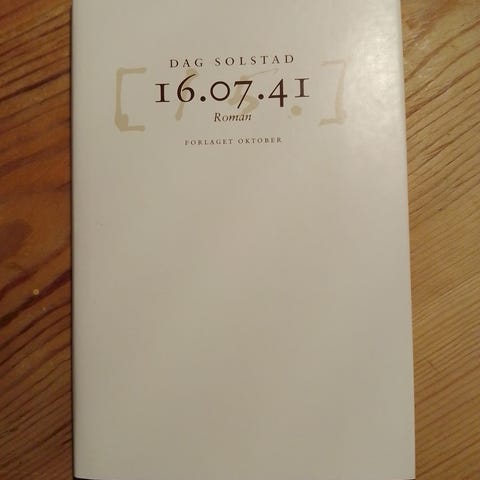 DAG SOLSTAD
16.07.41
Roman
FORLAGET OKTOBER